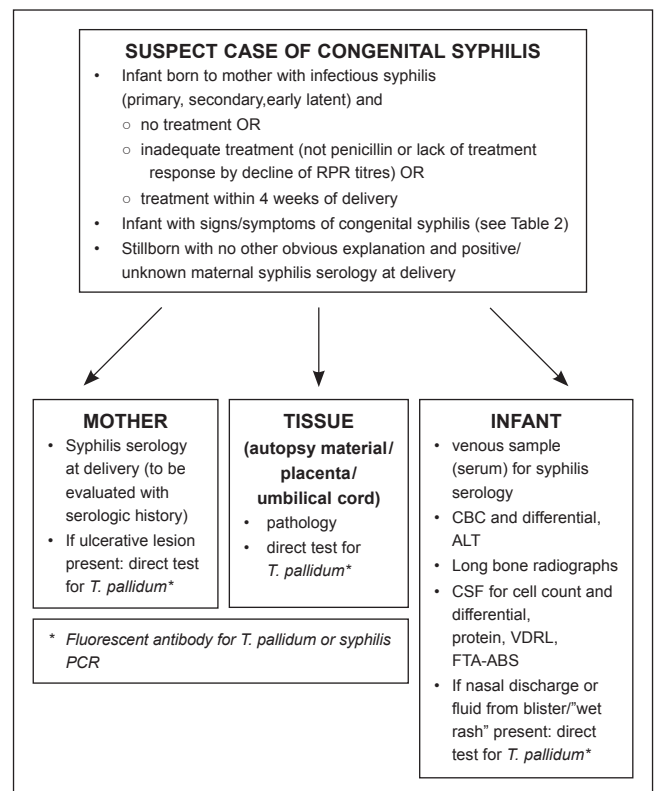 SUSPECT CASE OF CONGENITAL SYPHILIS
• Infant born to mother with infectious syphilis
(primary, secondary,early latent) and
○ no treatment OR
○ inadequate treatment (not penicillin or lack of treatment
response by decline of RPR titres) OR
○ treatment within 4 weeks of delivery
• Infant with signs/symptoms of congenital syphilis (see Table 2)
• Stillborn with no other obvious explanation and positive/
unknown maternal syphilis serology at delivery
MOTHER
• Syphilis serology
at delivery (to be
evaluated with
serologic history)
• If ulcerative lesion
present: direct test
for T. pallidum*
TISSUE
(autopsy material/
placenta/
umbilical cord)
• pathology
• direct test for
T. pallidum*
INFANT
• venous sample
(serum) for syphilis
serology
• CBC and differential,
ALT
• Long bone radiographs
• CSF for cell count and
differential,
protein, VDRL,
FTA-ABS
• If nasal discharge or
fluid from blister/"wet
rash" present: direct
test for T. pallidum*
* Fluorescent antibody for T. pallidum or syphilis
PCR